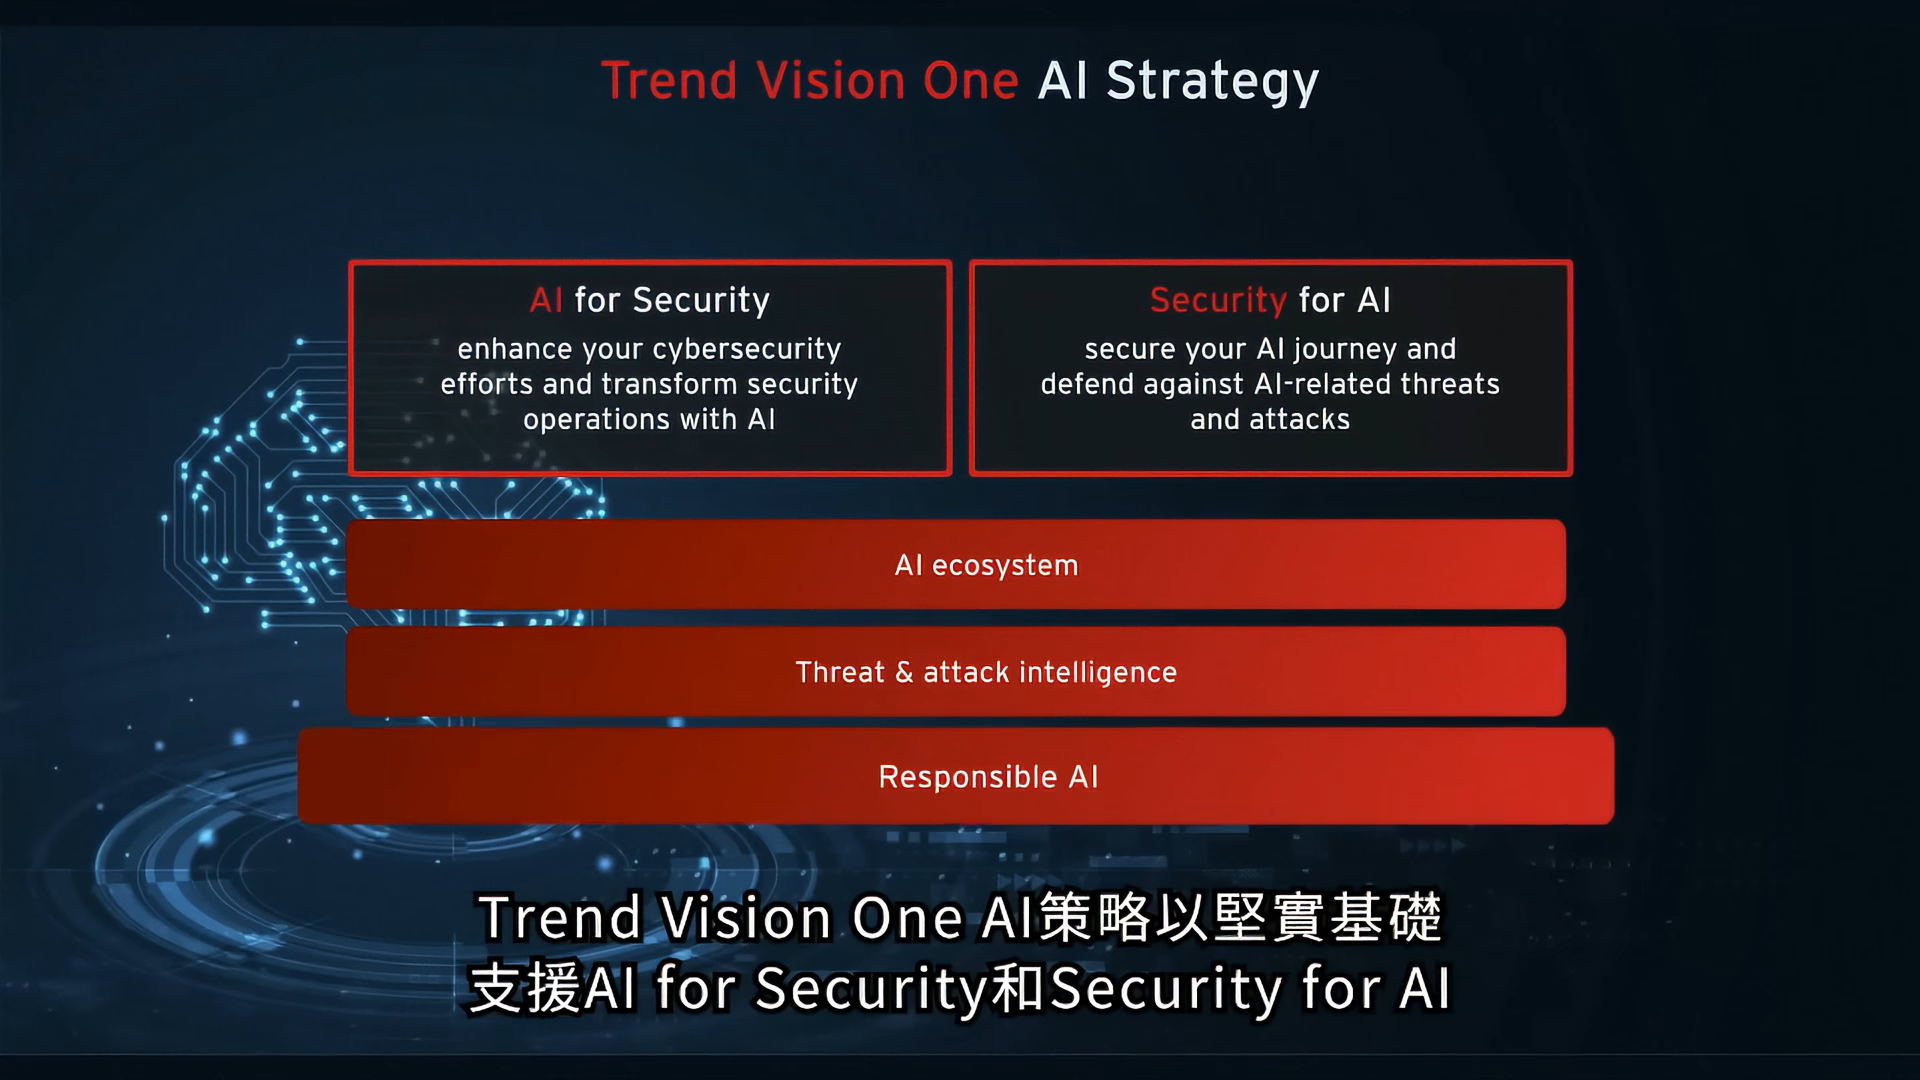 Trend Vision One AI Strategy
AI for Security
enhance your cybersecurity
efforts and transform security
operations with AI
Security for AI
secure your AI journey and
defend against AI-related threats
and attacks
AI ecosystem
Threat & attack intelligence
Responsible AI
Trend Vision One AI策略以堅實基礎
支援AI for Security和Security for AI